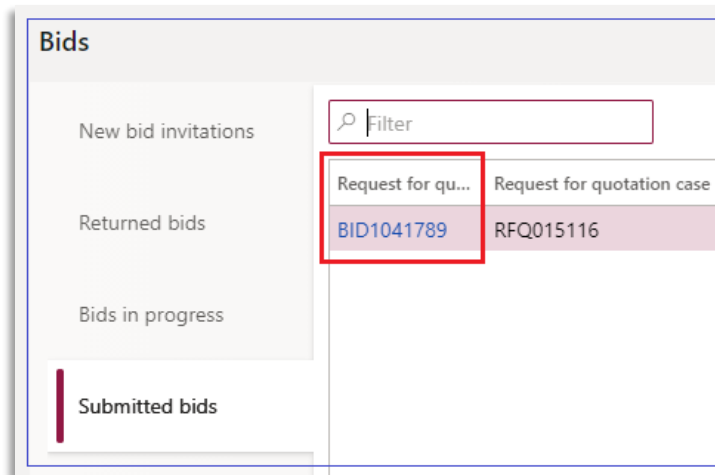 Bids
New bid invitations
Returned bids
Bids in progress
Submitted bids
Filter
Request for qu... Request for quotation case
BID1041789 RFQ015116